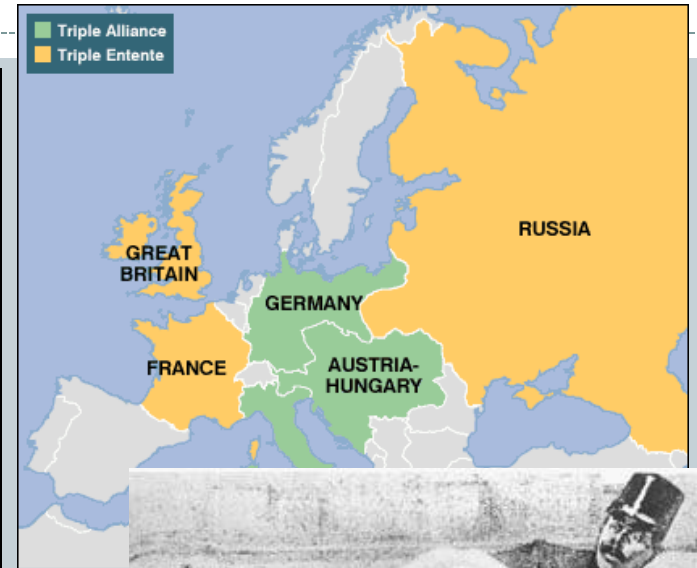 Triple Alliance
Triple Entente
RUSSIA
GREAT
BRITAIN
GERMANY
FRANCE
AUSTRIA-
HUNGARY